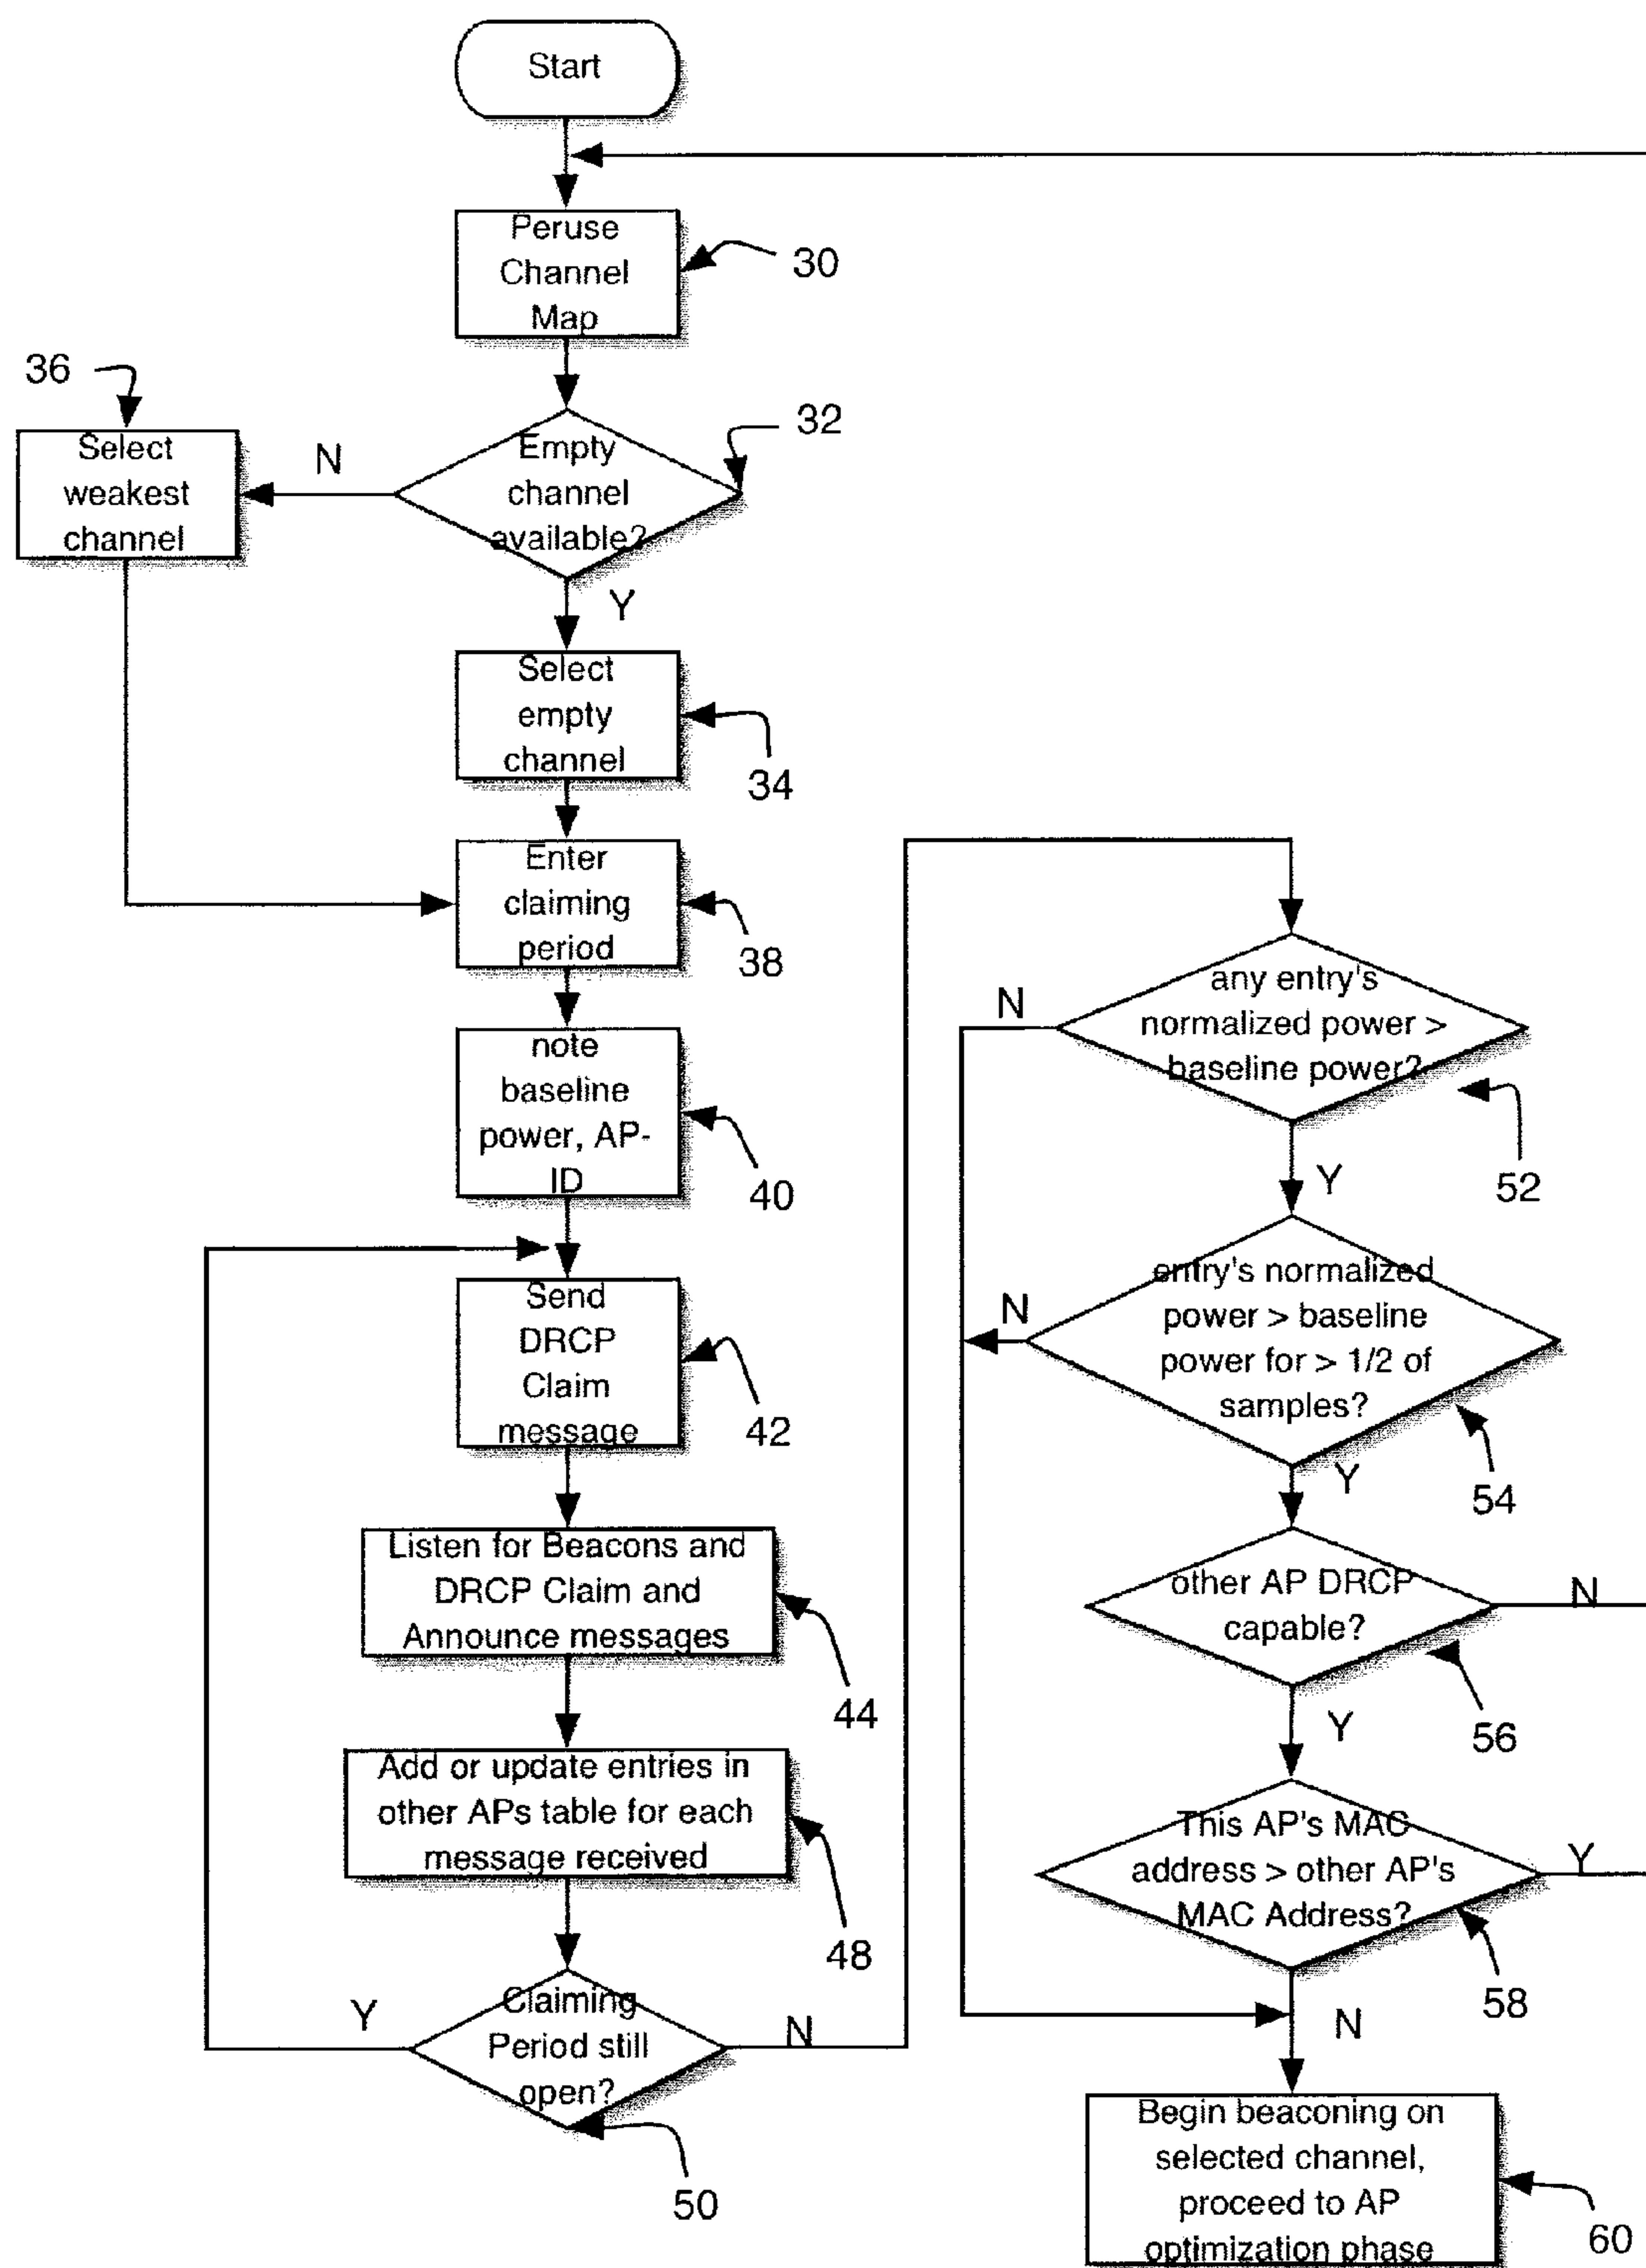 Start
Peruse
Channel
Map
30
36
Select
weakest
channel
N
Empty
channel
available?
32
Y
Select
empty
channel
34
Enter
claiming
period
38
note
baseline
power, AP-
ID
40
Send
DRCP
Claim
message
42
Listen for Beacons and
DRCP Claim and
Announce messages
44
Add or update entries in
other APs table for each
message received
48
Claiming
Period still
open?
Y
N
50
any entry's
normalized power >
baseline power?
N
52
Y
entry's normalized
power > baseline
power for > 1/2 of
samples?
N
54
Y
other AP DRCP
capable?
N
56
Y
This AP's MAC
address > other AP's
MAC Address?
Y
58
N
Begin beaconing on
selected channel,
proceed to AP
optimization phase
60